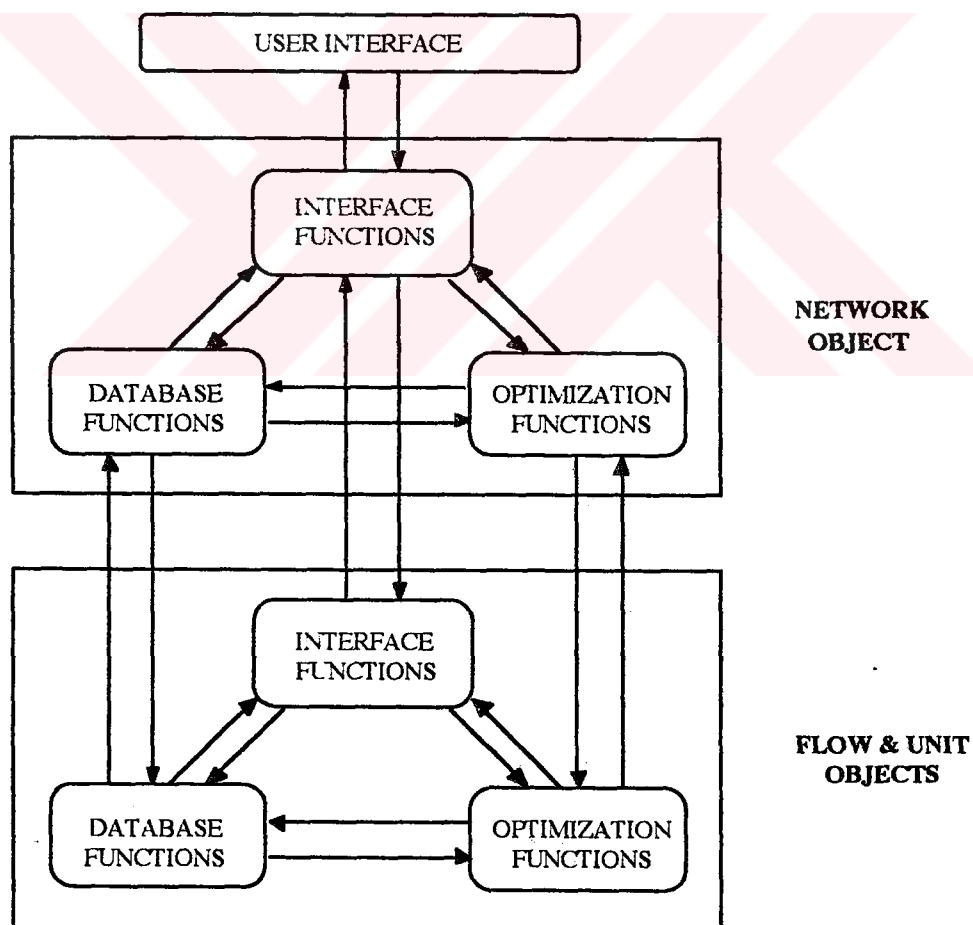 USER INTERFACE
INTERFACE
FUNCTIONS
NETWORK
OBJECT
DATABASE
FUNCTIONS
OPTIMIZATION
FUNCTIONS
INTERFACE
FUNCTIONS
FLOW & UNIT
OBJECTS
DATABASE
FUNCTIONS
OPTIMIZATION
FUNCTIONS